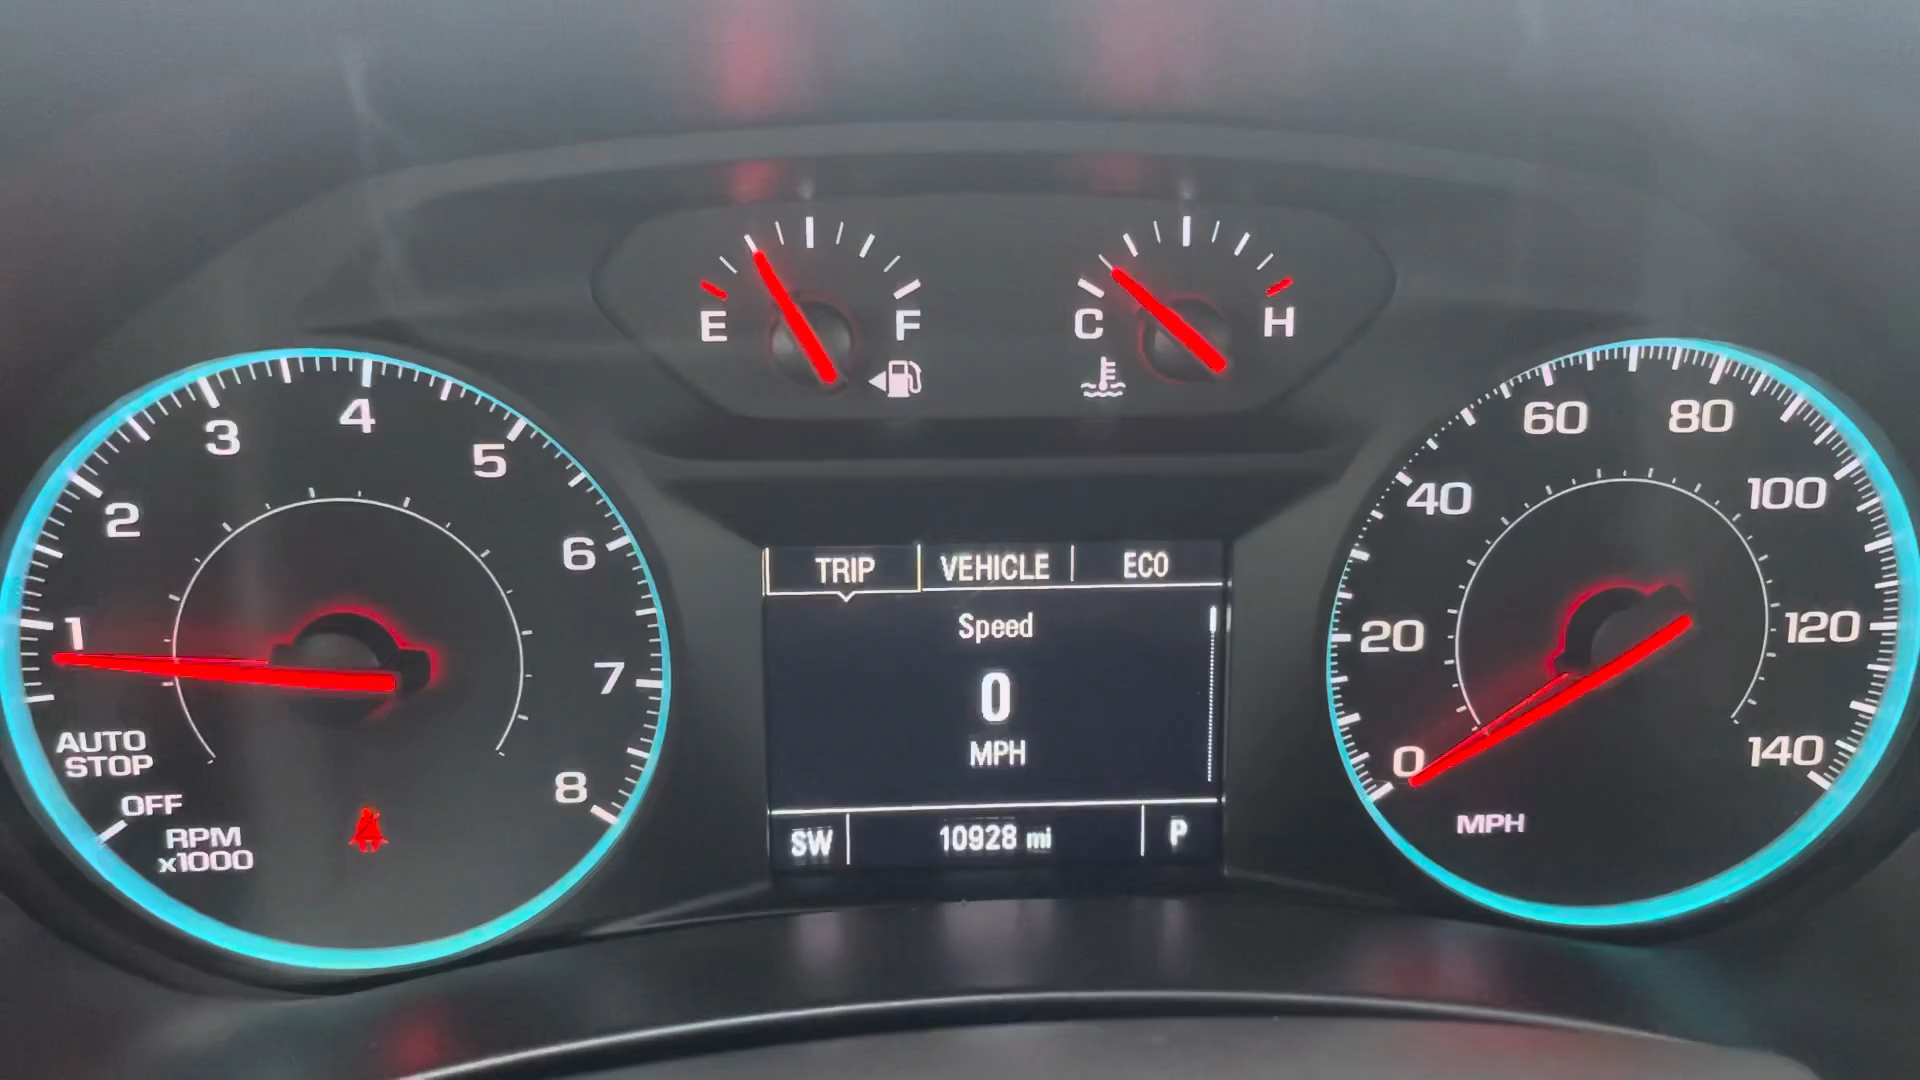 E F
C H
1 2 3 4 5 6 7 8
AUTO
STOP
OFF
RPM
x1000
TRIP VEHICLE ECO
Speed
0
MPH
SW 10928 mi P
0 20 40 60 80 100 120 140
MPH